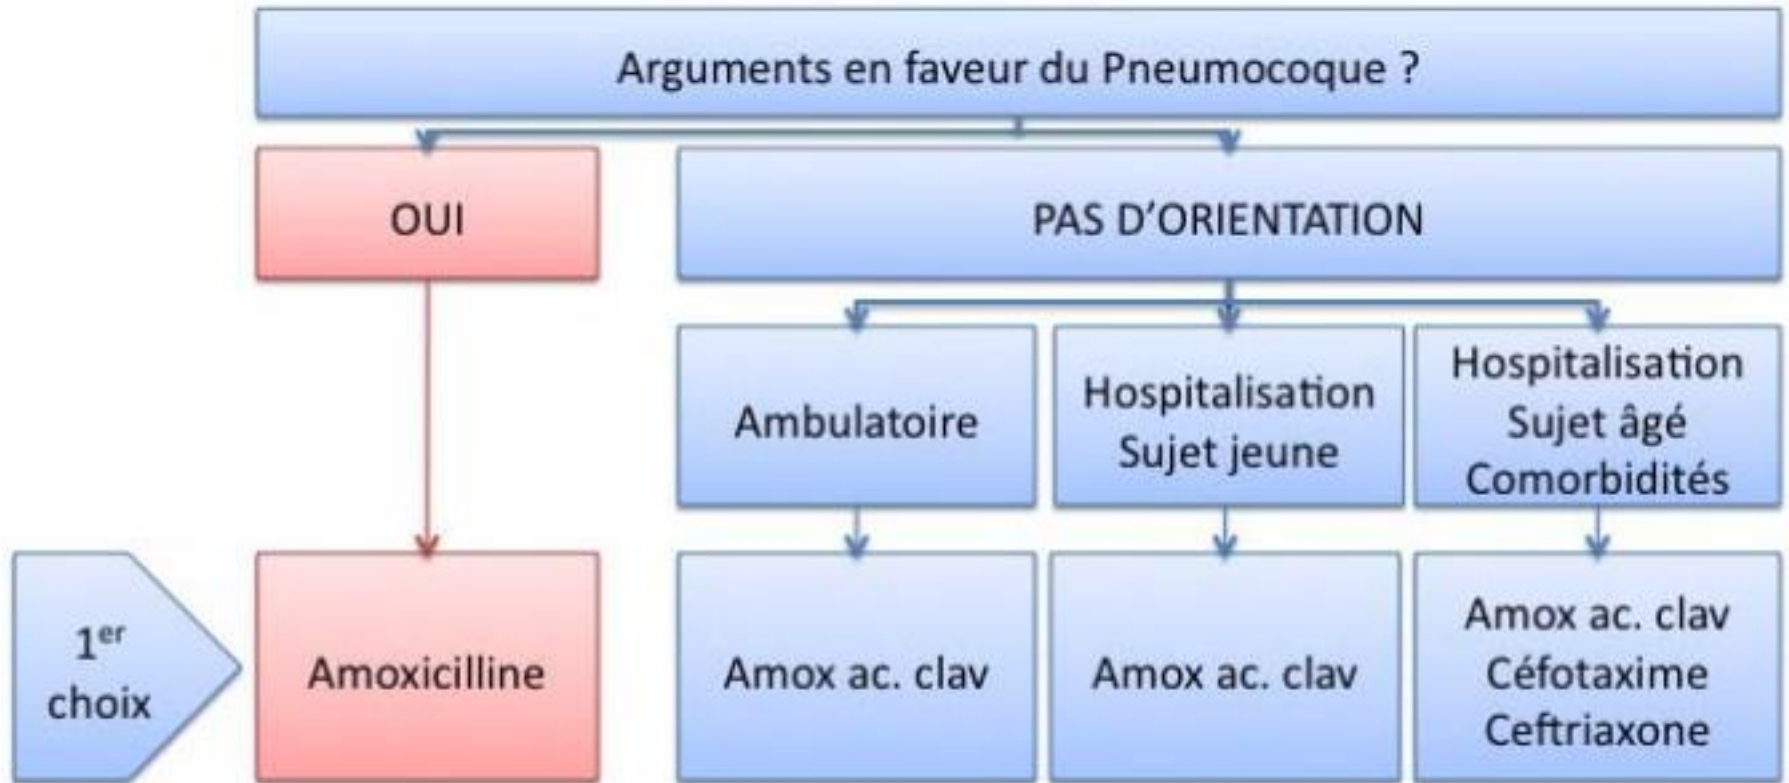 Arguments en faveur du Pneumocoque ?
OUI
PAS D'ORIENTATION
Ambulatoire
Hospitalisation
Sujet jeune
Hospitalisation
Sujet âgé
Comorbidités
1er
choix
Amoxicilline
Amox ac. clav
Amox ac. clav
Amox ac. clav
Céfotaxime
Ceftriaxone